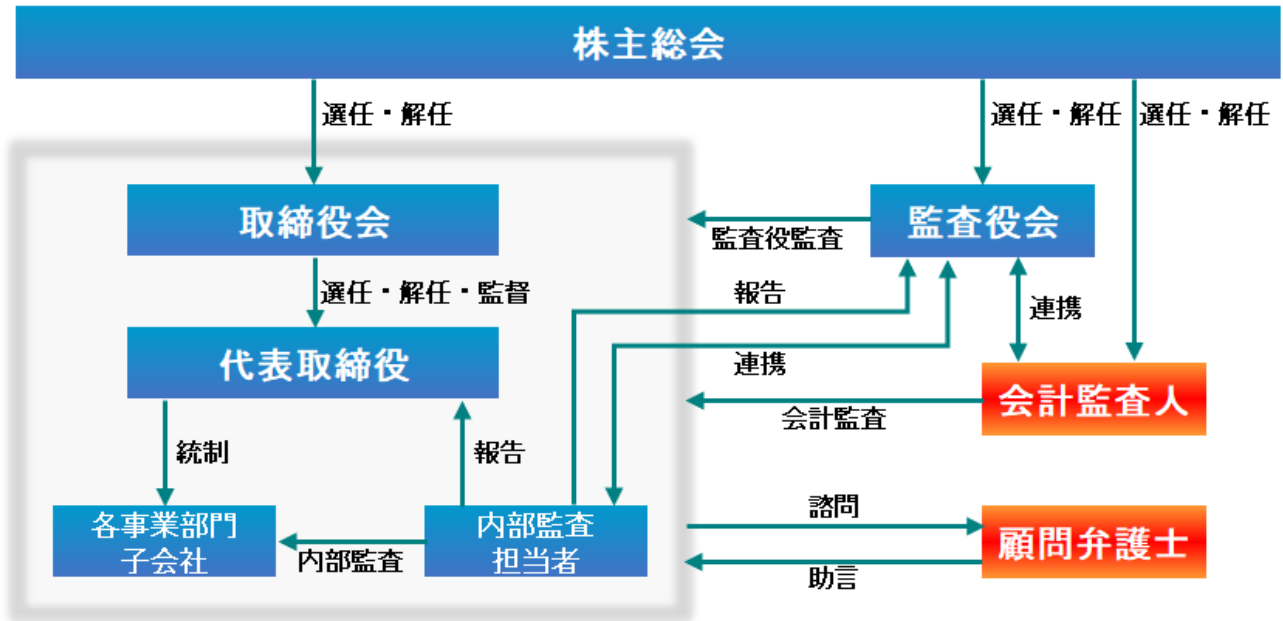 株主総会
選任・解任
選任・解任
選任・解任
取締役会
監査役会
監査役監査
選任・解任・監督
報告
連携
代表取締役
連携
会計監査人
会計監査
統制
報告
諮問
各事業部門
子会社
内部監査
内部監査
担当者
顧問弁護士
助言